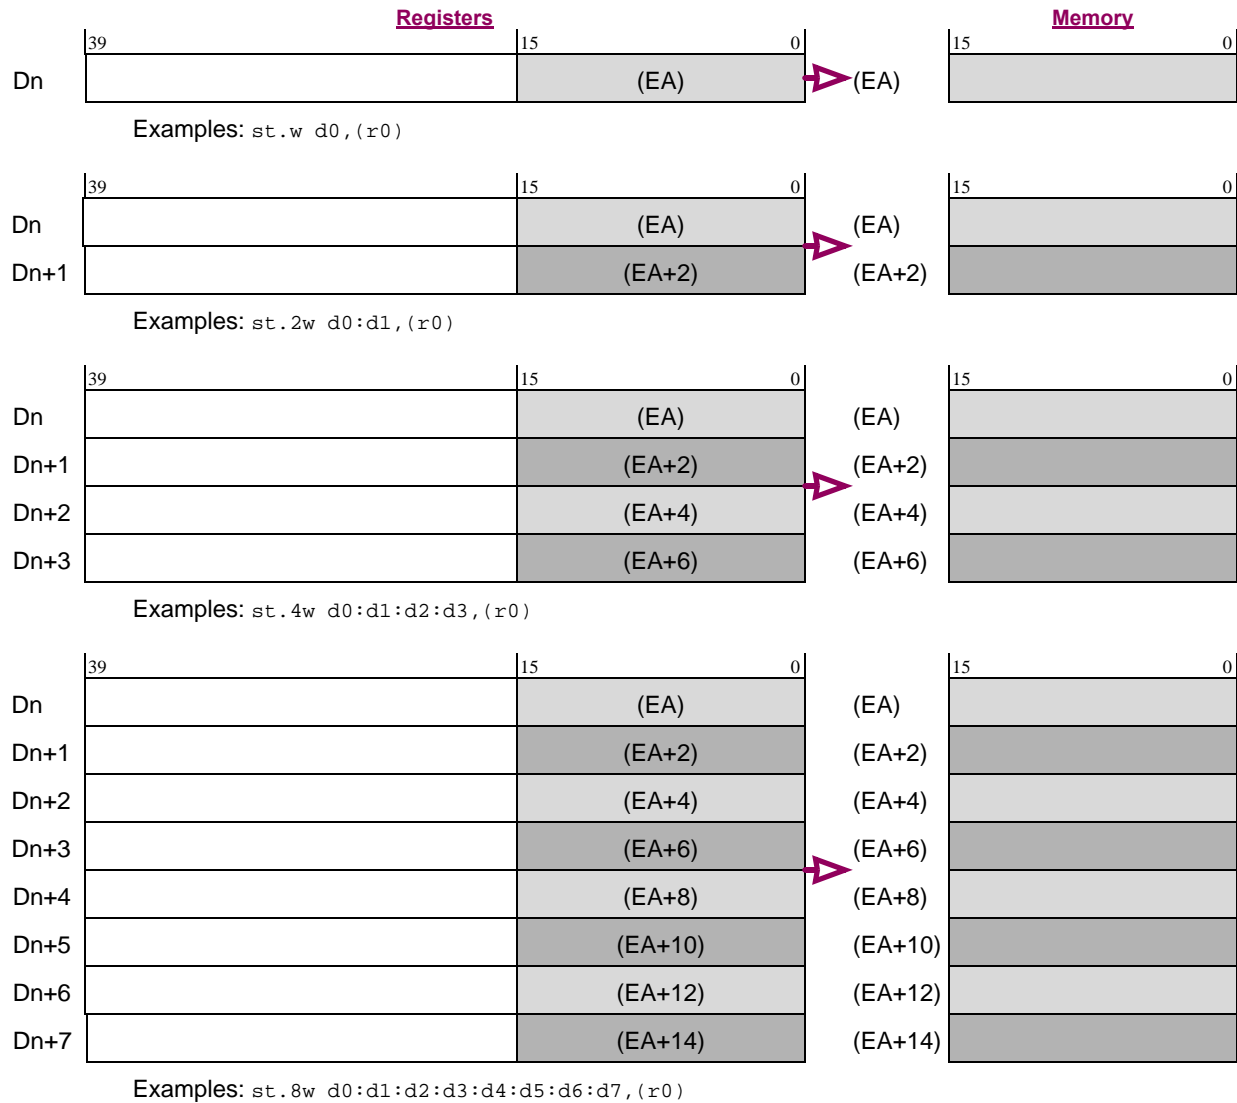 Registers Memory
39 15 0 15 0
Dn (EA) (EA)
Examples: st.w d0,(r0)
39 15 0 15 0
Dn (EA) (EA)
Dn+1 (EA+2) (EA+2)
Examples: st.2w d0:d1,(r0)
39 15 0 15 0
Dn (EA) (EA)
Dn+1 (EA+2) (EA+2)
Dn+2 (EA+4) (EA+4)
Dn+3 (EA+6) (EA+6)
Examples: st.4w d0:d1:d2:d3,(r0)
39 15 0 15 0
Dn (EA) (EA)
Dn+1 (EA+2) (EA+2)
Dn+2 (EA+4) (EA+4)
Dn+3 (EA+6) (EA+6)
Dn+4 (EA+8) (EA+8)
Dn+5 (EA+10) (EA+10)
Dn+6 (EA+12) (EA+12)
Dn+7 (EA+14) (EA+14)
Examples: st.8w d0:d1:d2:d3:d4:d5:d6:d7,(r0)